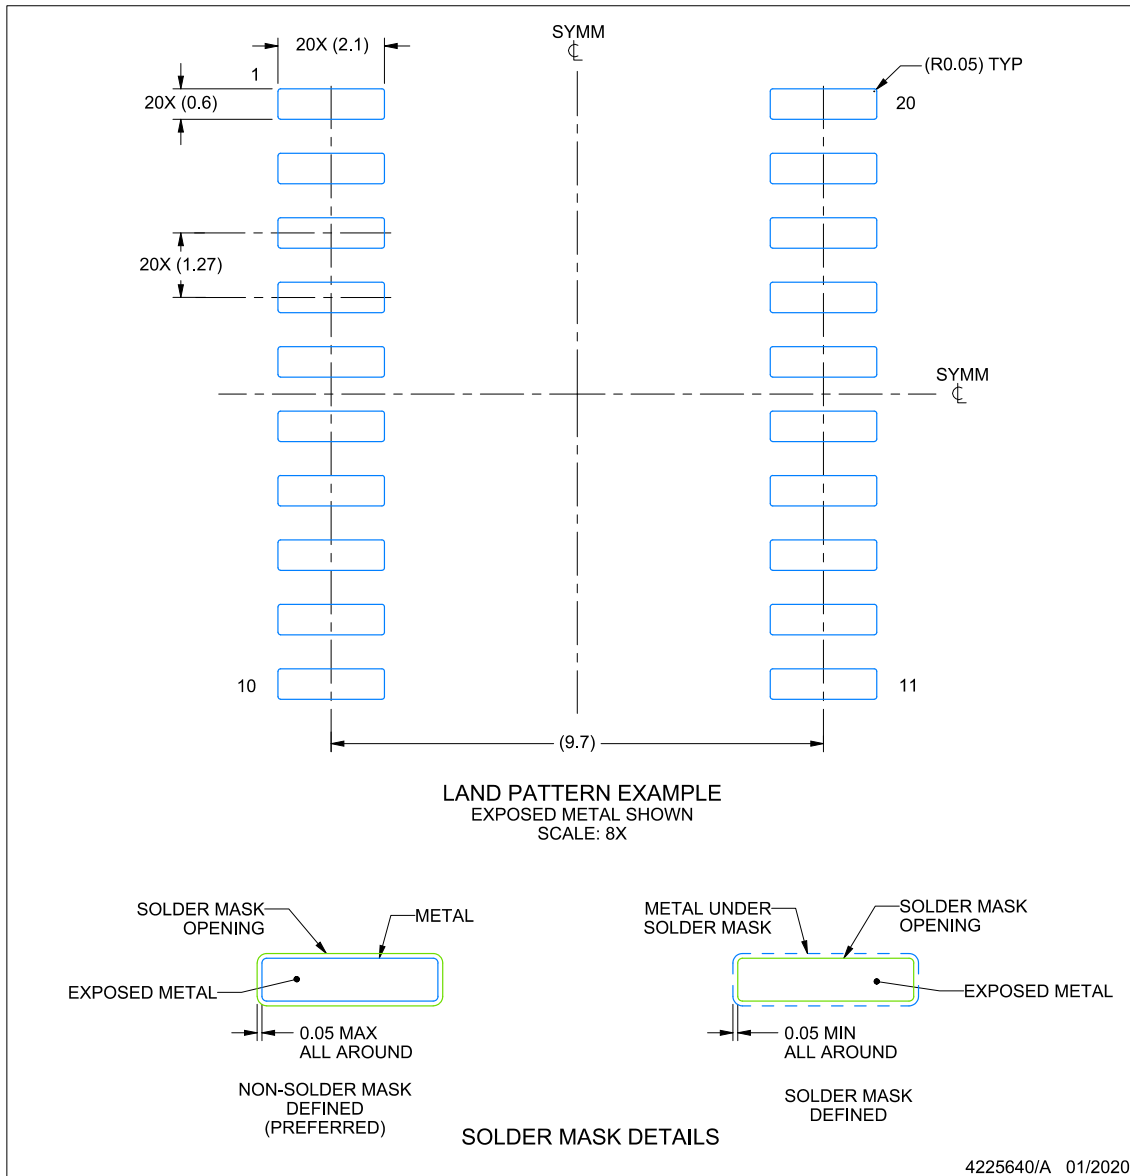 SYMM
℄
20X (2.1)
1
(R0.05) TYP
20X (0.6)
20
20X (1.27)
SYMM
℄
10
11
(9.7)
LAND PATTERN EXAMPLE
EXPOSED METAL SHOWN
SCALE: 8X
SOLDER MASK
OPENING
METAL
EXPOSED METAL
0.05 MAX
ALL AROUND
NON-SOLDER MASK
DEFINED
(PREFERRED)
METAL UNDER
SOLDER MASK
SOLDER MASK
OPENING
EXPOSED METAL
0.05 MIN
ALL AROUND
SOLDER MASK
DEFINED
SOLDER MASK DETAILS
4225640/A 01/2020